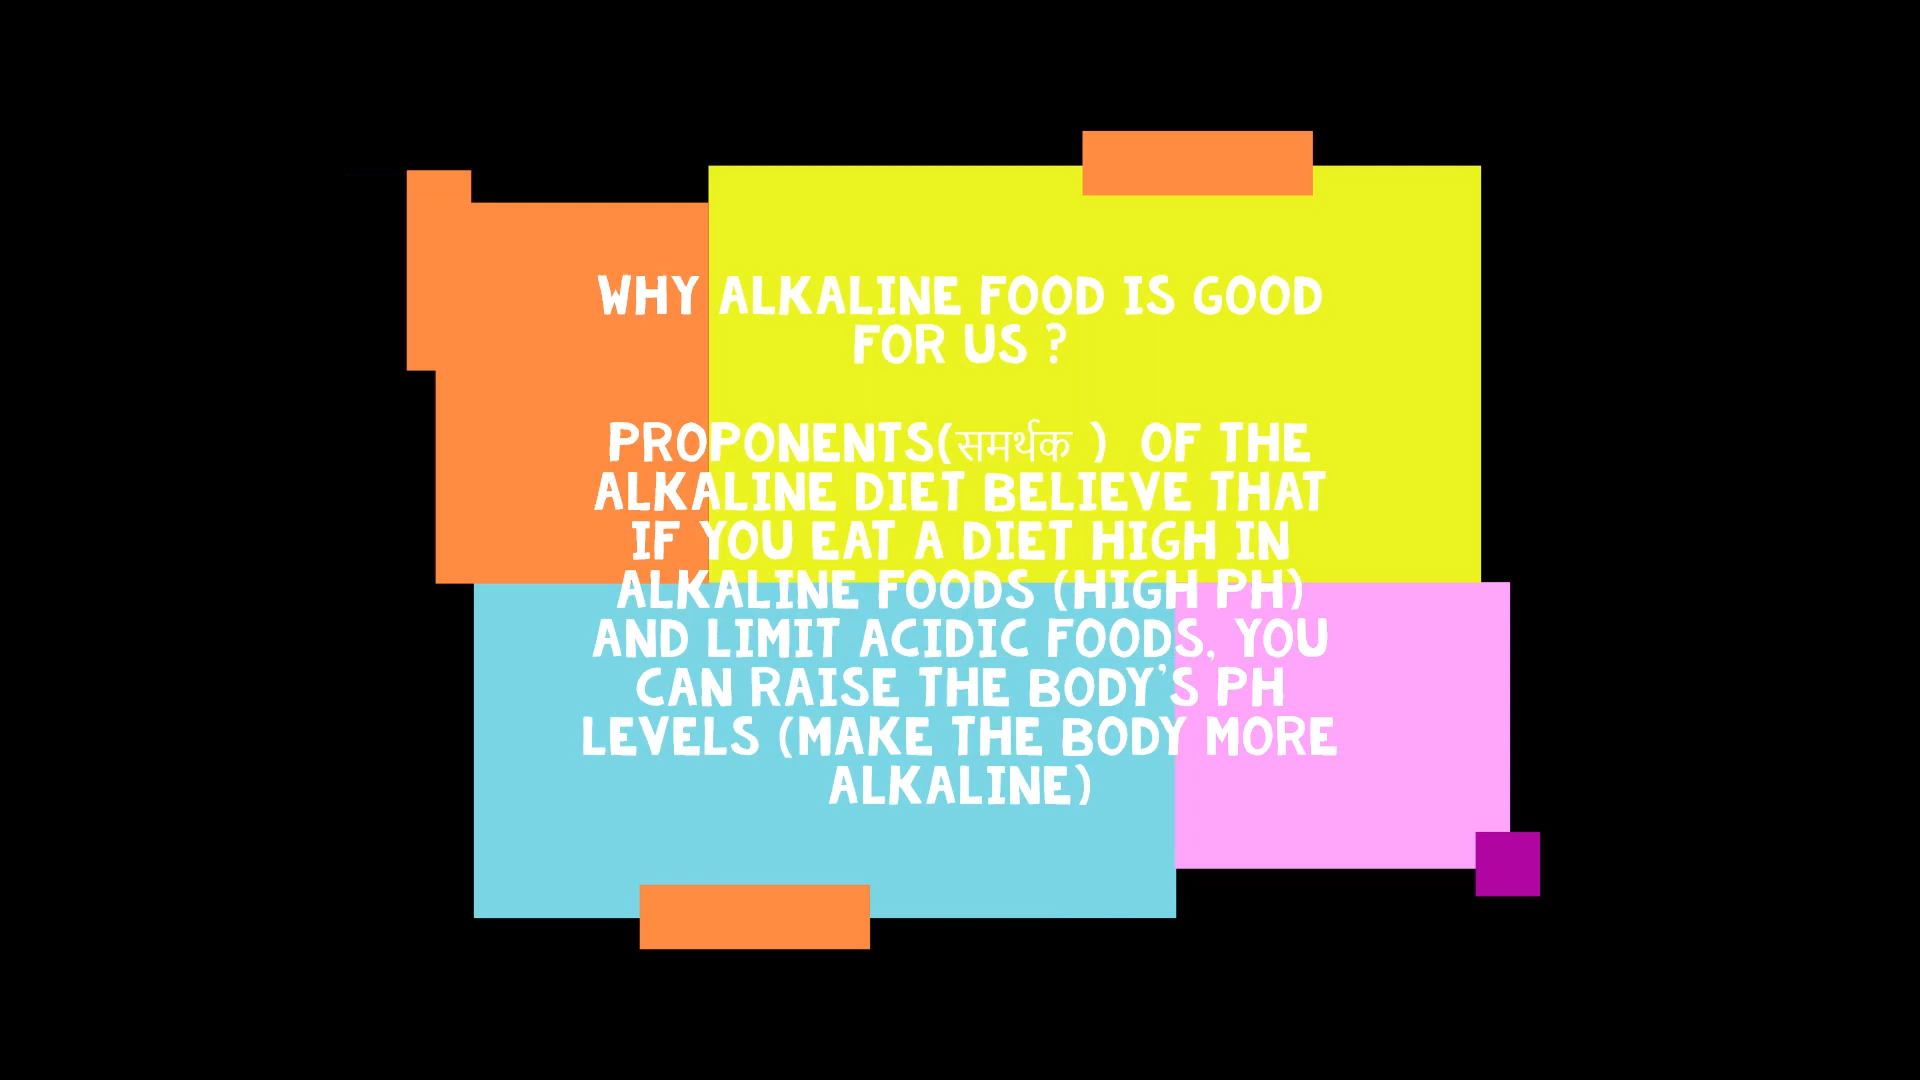 WHY ALKALINE FOOD IS GOOD
FOR US ?
PROPONENTS(समर्थक ) OF THE
ALKALINE DIET BELIEVE THAT
IF YOU EAT A DIET HIGH IN
ALKALINE FOODS (HIGH PH)
AND LIMIT ACIDIC FOODS, YOU
CAN RAISE THE BODY'S PH
LEVELS (MAKE THE BODY MORE
ALKALINE)